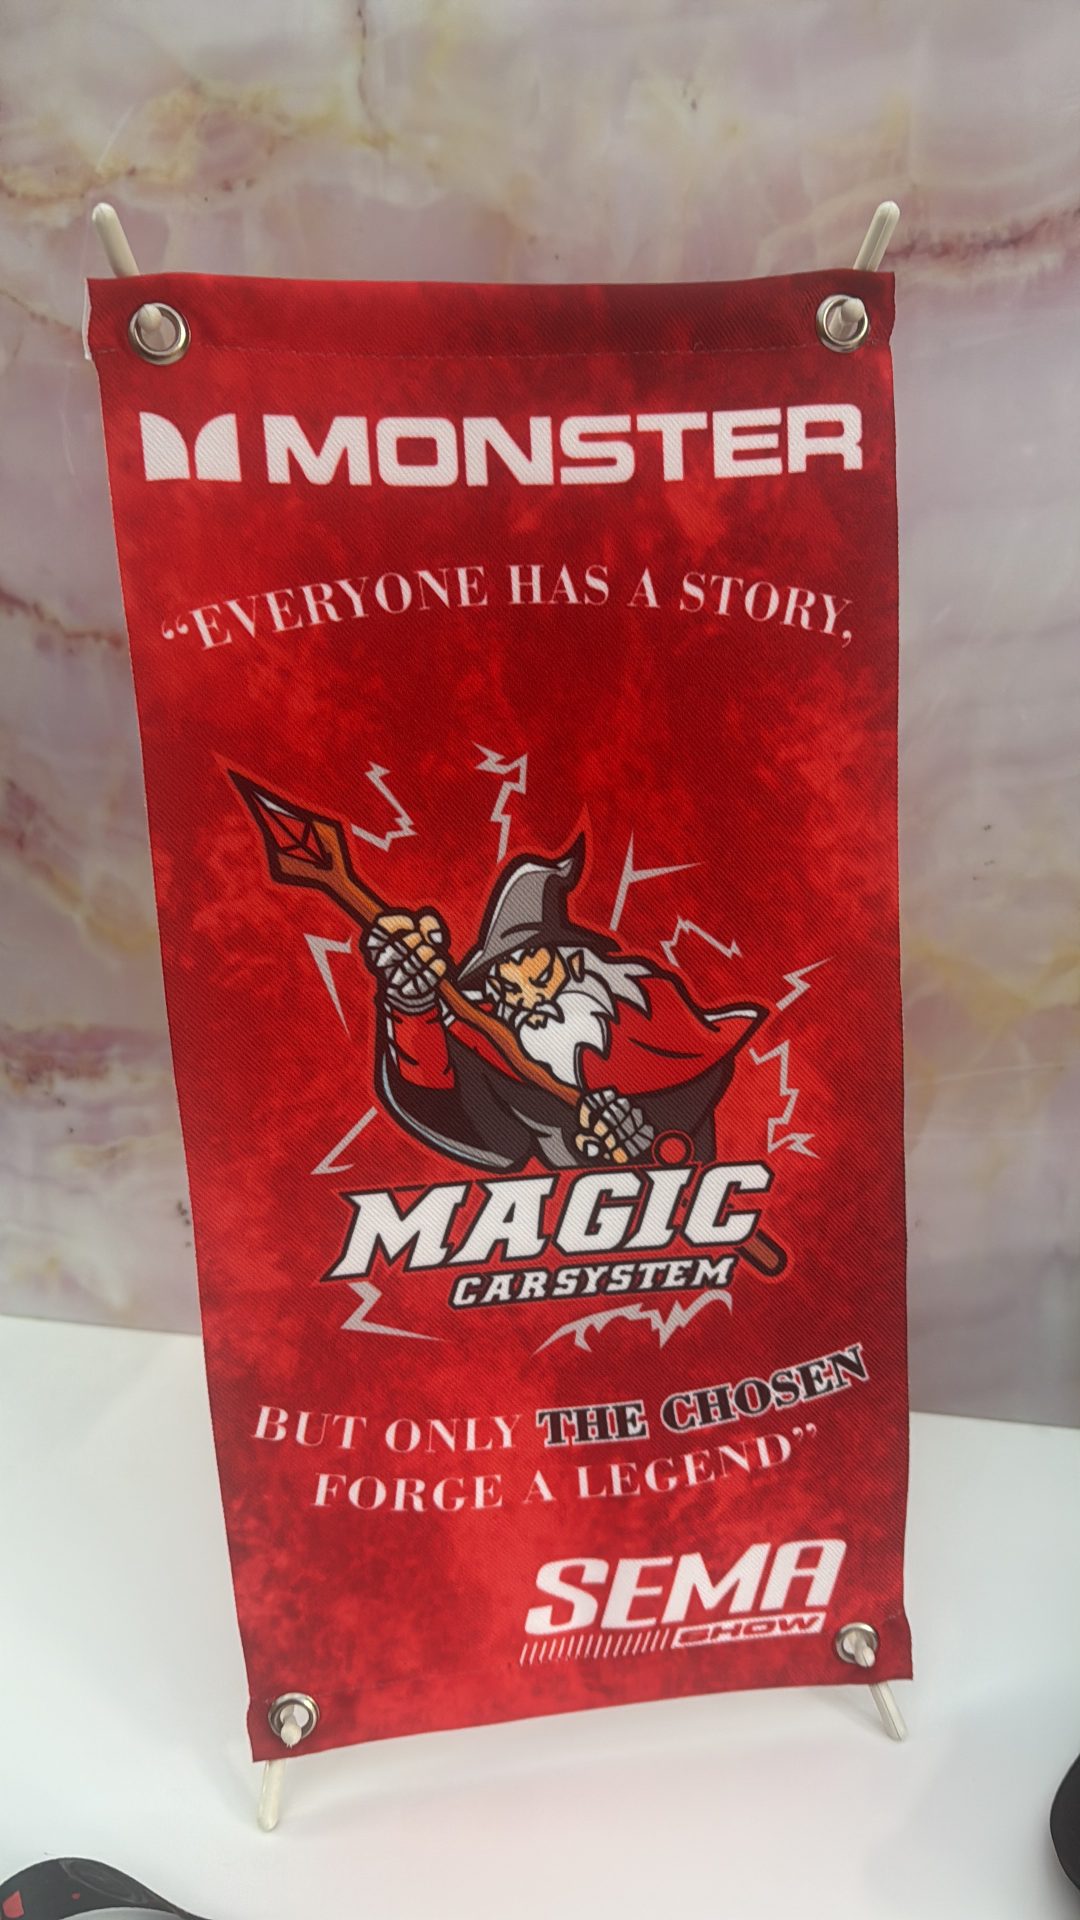 MONSTER
“EVERYONE HAS A STORY,
MAGIC
CARSYSTEM
BUT ONLY THE CHOSEN
FORGE A LEGEND”
SEMA
SHOW